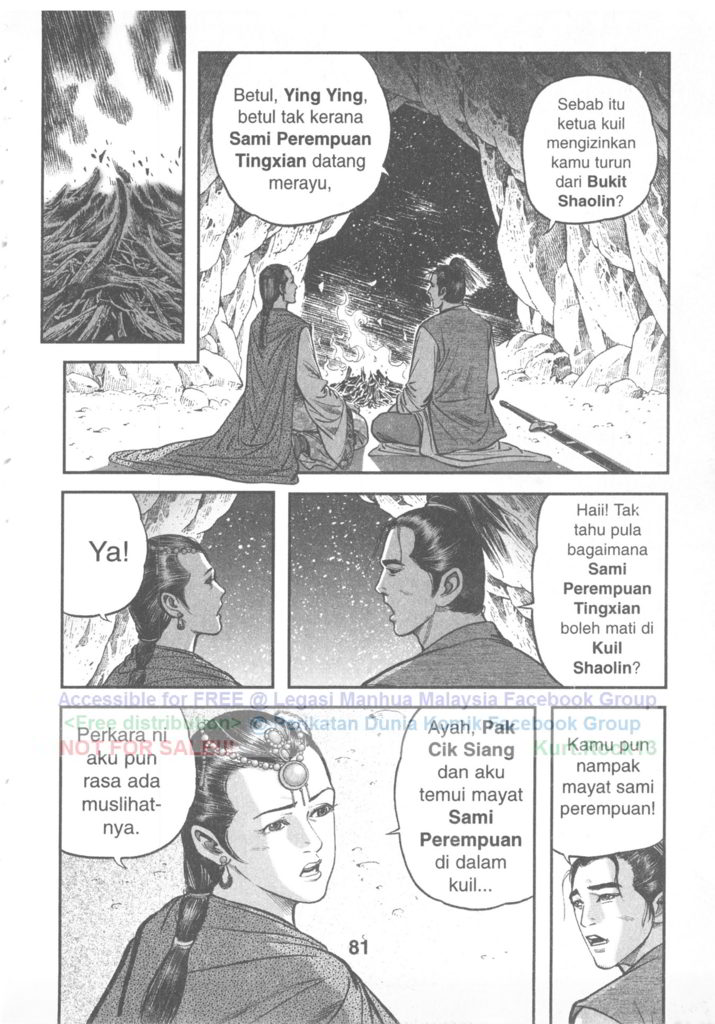 Betul, Ying Ying,
betul tak kerana
Sami Perempuan
Tingxian datang
merayu,
Sebab itu
ketua kuil
mengizinkan
kamu turun
dari Bukit
Shaolin?
Ya!
Haii! Tak
tahu pula
bagaimana
Sami
Perempuan
Tingxian
boleh mati di
Kuil
Shaolin?
Accessible for FREE @ Legasi Manhua Malaysia Facebook Group
<Free distribution> © Serikatan Dunia Komik Facebook Group
NOT FOR SALE!!!
Kurt.Rock13
Perkara ni
aku pun
rasa ada
muslihat-
nya.
Ayah, Pak
Cik Siang
dan aku
temui mayat
Sami
Perempuan
di dalam
kuil...
Kamu pun
nampak
mayat sami
perempuan!
81